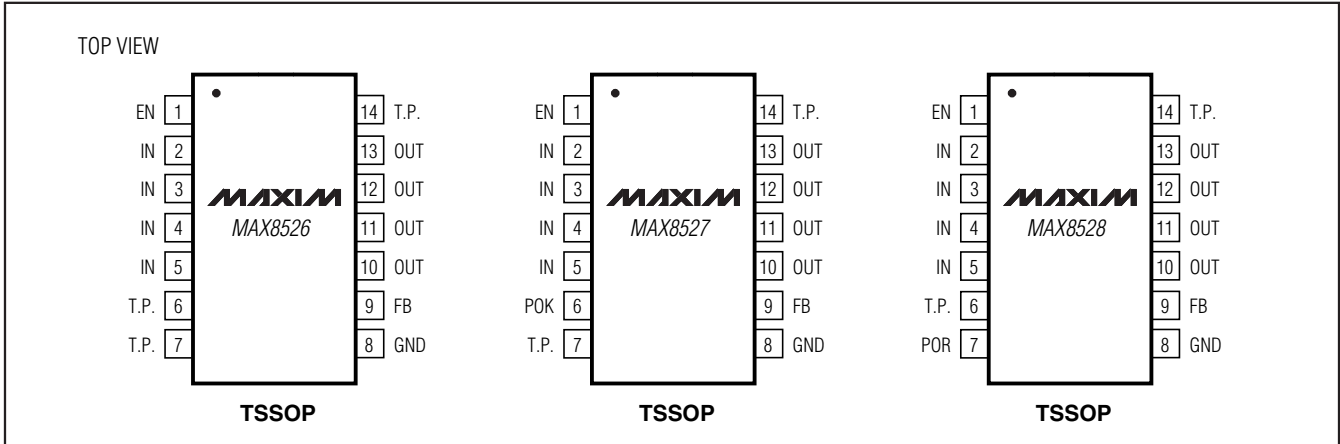 TOP VIEW
EN 1 14 T.P.
IN 2 13 OUT
IN 3 12 OUT
IN 4 11 OUT
IN 5 10 OUT
T.P. 6 9 FB
T.P. 7 8 GND
MAXIM
MAX8526
TSSOP
EN 1 14 T.P.
IN 2 13 OUT
IN 3 12 OUT
IN 4 11 OUT
IN 5 10 OUT
POK 6 9 FB
T.P. 7 8 GND
MAXIM
MAX8527
TSSOP
EN 1 14 T.P.
IN 2 13 OUT
IN 3 12 OUT
IN 4 11 OUT
IN 5 10 OUT
T.P. 6 9 FB
POR 7 8 GND
MAXIM
MAX8528
TSSOP